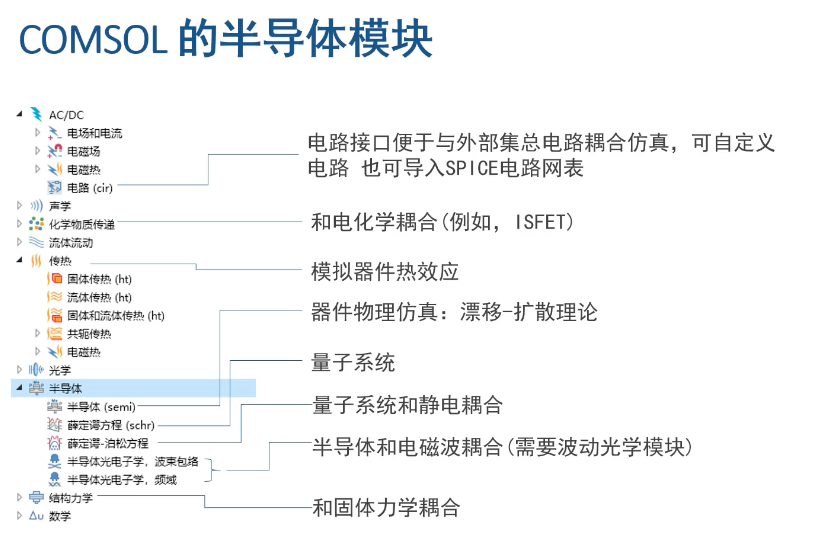 COMSOL 的半导体模块
AC/DC
电场和电流
电磁场
电磁热
电路 (cir)
声学
化学物质传递
流体流动
传热
固体传热 (ht)
流体传热 (ht)
固体和流体传热 (ht)
共轭传热
电磁热
光学
半导体
半导体 (semi)
薛定谔方程 (schr)
薛定谔-泊松方程
半导体光电子学，波束包络
半导体光电子学，频域
结构力学
Δu 数学
电路接口便于与外部集总电路耦合仿真，可自定义
电路 也可导入SPICE电路网表
和电化学耦合(例如，ISFET)
模拟器件热效应
器件物理仿真：漂移-扩散理论
量子系统
量子系统和静电耦合
半导体和电磁波耦合(需要波动光学模块)
和固体力学耦合